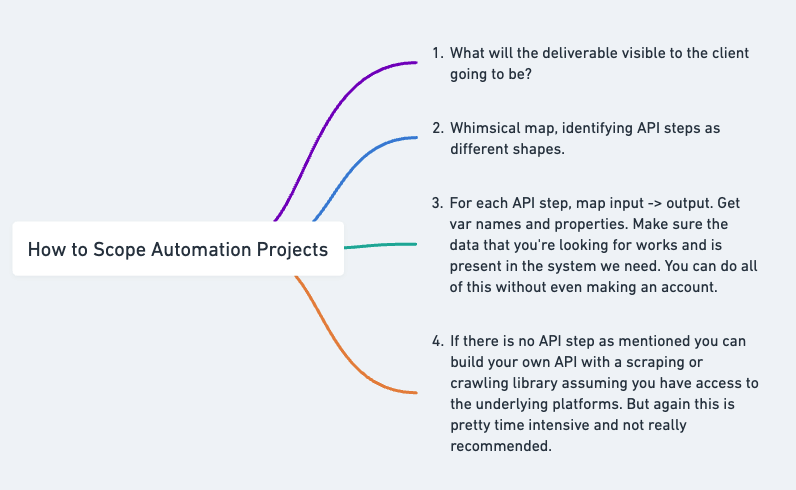 How to Scope Automation Projects
1. What will the deliverable visible to the client
going to be?
2. Whimsical map, identifying API steps as
different shapes.
3. For each API step, map input -> output. Get
var names and properties. Make sure the
data that you're looking for works and is
present in the system we need. You can do all
of this without even making an account.
4. If there is no API step as mentioned you can
build your own API with a scraping or
crawling library assuming you have access to
the underlying platforms. But again this is
pretty time intensive and not really
recommended.